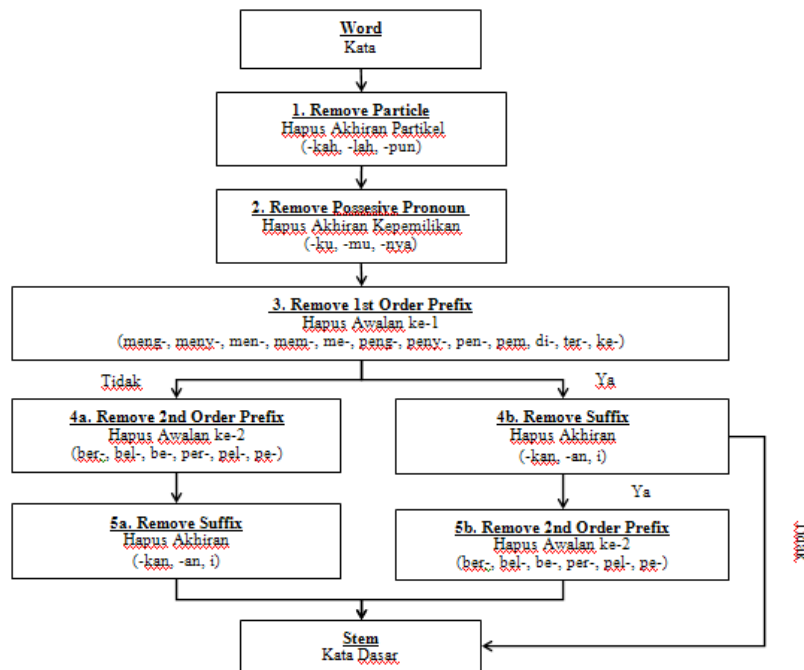 Word
Kata
1. Remove Particle
Hapus Akhiran Partikel
(-kah, -lah, -pun)
2. Remove Possesive Pronoun
Hapus Akhiran Kepemilikan
(-ku, -mu, -nya)
3. Remove 1st Order Prefix
Hapus Awalan ke-1
(meng-, meny-, men-, mem-, me-, peng-, peny-, pen-, pem, di-, ter-, ke-)
Tidak
Ya
4a. Remove 2nd Order Prefix
Hapus Awalan ke-2
(ber-, bel-, be-, per-, pel-, pe-)
4b. Remove Suffix
Hapus Akhiran
(-kan, -an, i)
Ya
Tidak
5a. Remove Suffix
Hapus Akhiran
(-kan, -an, i)
5b. Remove 2nd Order Prefix
Hapus Awalan ke-2
(ber-, bel-, be-, per-, pel-, pe-)
Stem
Kata Dasar